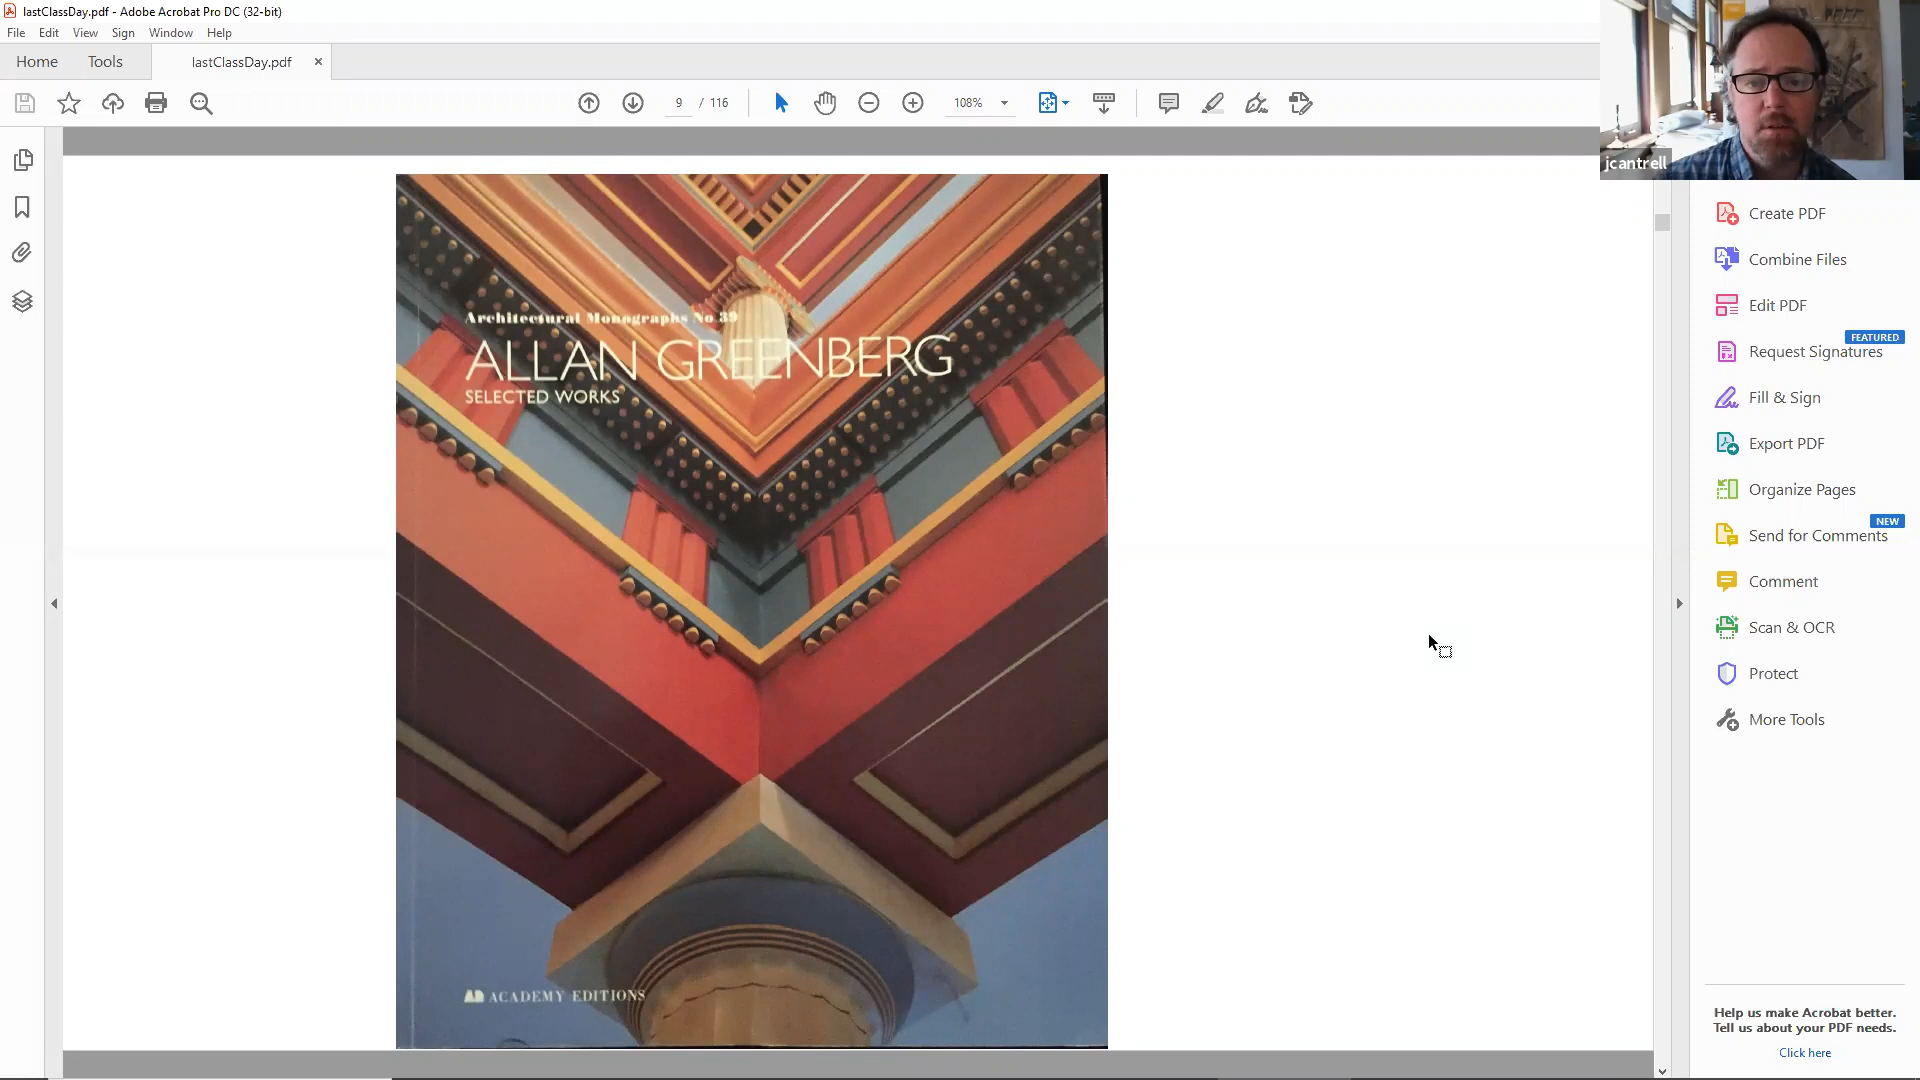 lastClassDay.pdf - Adobe Acrobat Pro DC (32-bit)
File Edit View Sign Window Help
Home Tools lastClassDay.pdf
9 / 116 108%
jcantrell
Architectural Monographs No 39
ALLAN GREENBERG
SELECTED WORKS
ACADEMY EDITIONS
Create PDF
Combine Files
Edit PDF
FEATURED
Request Signatures
Fill & Sign
Export PDF
Organize Pages
NEW
Send for Comments
Comment
Scan & OCR
Protect
More Tools
Help us make Acrobat better.
Tell us about your PDF needs.
Click here